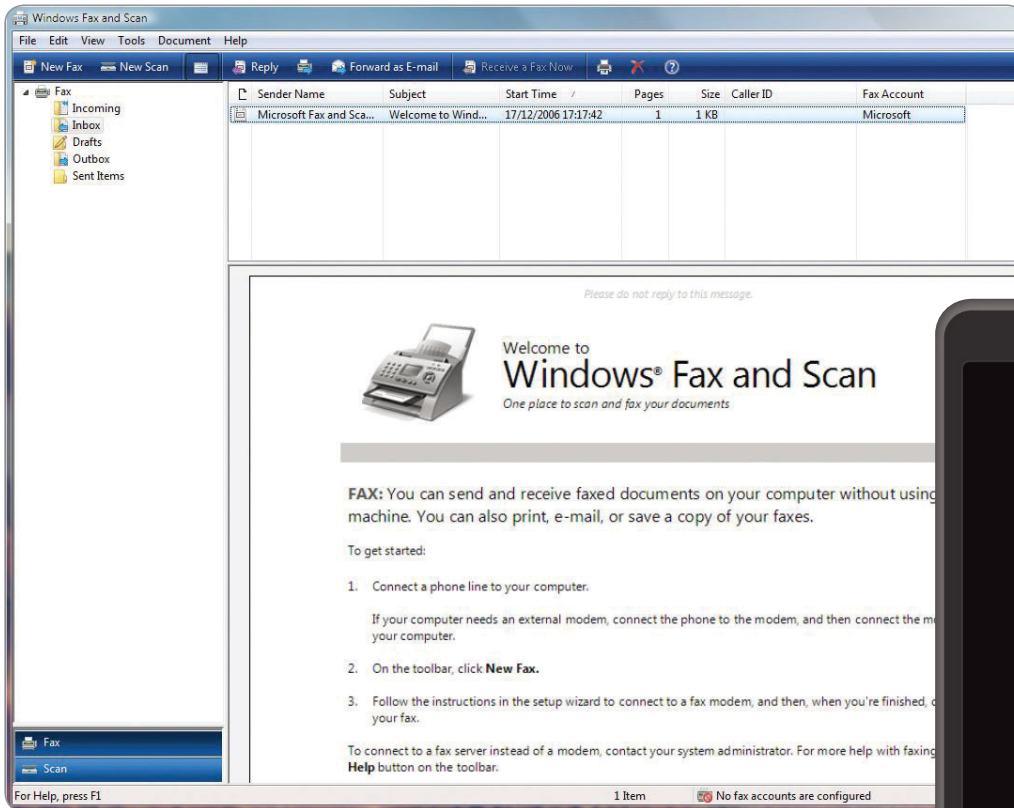 Windows Fax and Scan
File Edit View Tools Document Help
New Fax New Scan Reply Forward as E-mail Receive a Fax Now
Fax
Incoming
Inbox
Drafts
Outbox
Sent Items
Sender Name Subject Start Time Pages Size Caller ID Fax Account
Microsoft Fax and Sca... Welcome to Wind... 17/12/2006 17:17:42 1 1 KB Microsoft
Please do not reply to this message.
Welcome to
Windows® Fax and Scan
One place to scan and fax your documents
FAX: You can send and receive faxed documents on your computer without using
machine. You can also print, e-mail, or save a copy of your faxes.
To get started:
1. Connect a phone line to your computer.
If your computer needs an external modem, connect the phone to the modem, and then connect the
your computer.
2. On the toolbar, click New Fax.
3. Follow the instructions in the setup wizard to connect to a fax modem, and then, when you're finished,
your fax.
To connect to a fax server instead of a modem, contact your system administrator. For more help with faxing
Help button on the toolbar.
Fax
Scan
For Help, press F1 1 Item No fax accounts are configured